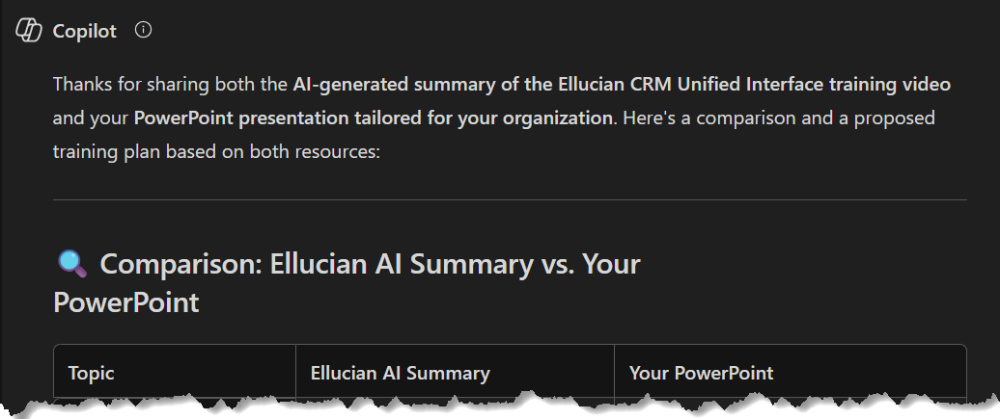 Copilot
Thanks for sharing both the AI-generated summary of the Ellucian CRM Unified Interface training video
and your PowerPoint presentation tailored for your organization. Here's a comparison and a proposed
training plan based on both resources:
Comparison: Ellucian AI Summary vs. Your
PowerPoint
Topic Ellucian AI Summary Your PowerPoint